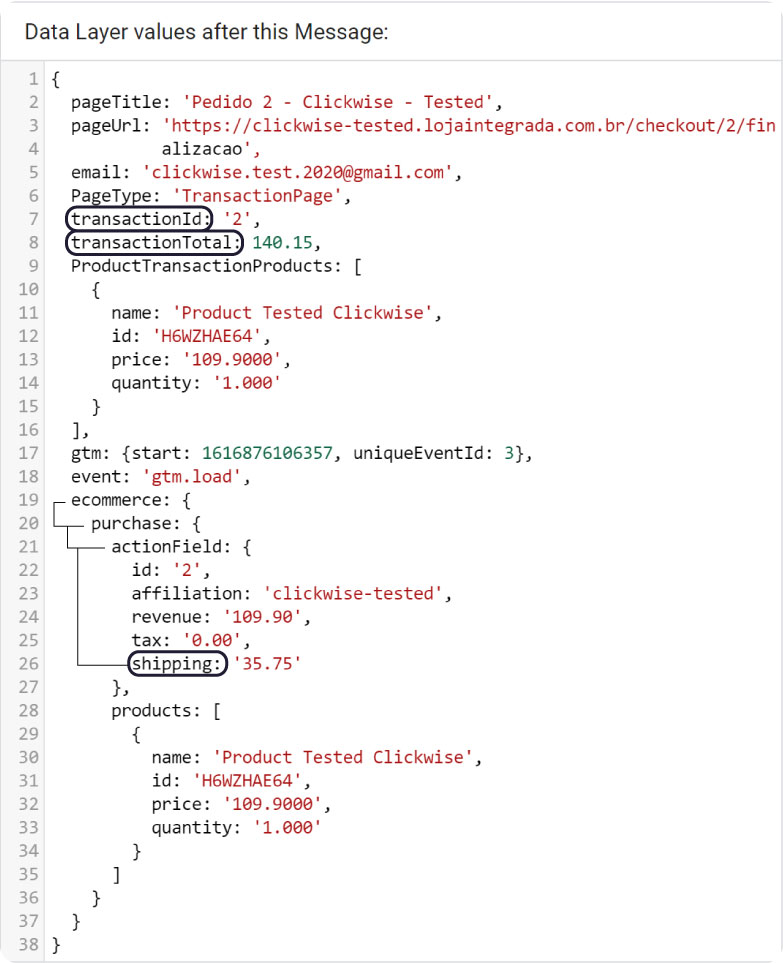 Data Layer values after this Message:
1 {
2 pageTitle: 'Pedido 2 - Clickwise - Tested',
3 pageUrl: 'https://clickwise-tested.lojaintegrada.com.br/checkout/2/fin
4 alizacao',
5 email: 'clickwise.test.2020@gmail.com',
6 PageType: 'TransactionPage',
7 transactionId: '2',
8 transactionTotal: 140.15,
9 ProductTransactionProducts: [
10 {
11 name: 'Product Tested Clickwise',
12 id: 'H6WZHAE64',
13 price: '109.9000',
14 quantity: '1.000'
15 }
16 ],
17 gtm: {start: 1616876106357, uniqueEventId: 3},
18 event: 'gtm.load',
19 ecommerce: {
20 purchase: {
21 actionField: {
22 id: '2',
23 affiliation: 'clickwise-tested',
24 revenue: '109.90',
25 tax: '0.00',
26 shipping: '35.75'
27 },
28 products: [
29 {
30 name: 'Product Tested Clickwise',
31 id: 'H6WZHAE64',
32 price: '109.9000',
33 quantity: '1.000'
34 }
35 ]
36 }
37 }
38 }